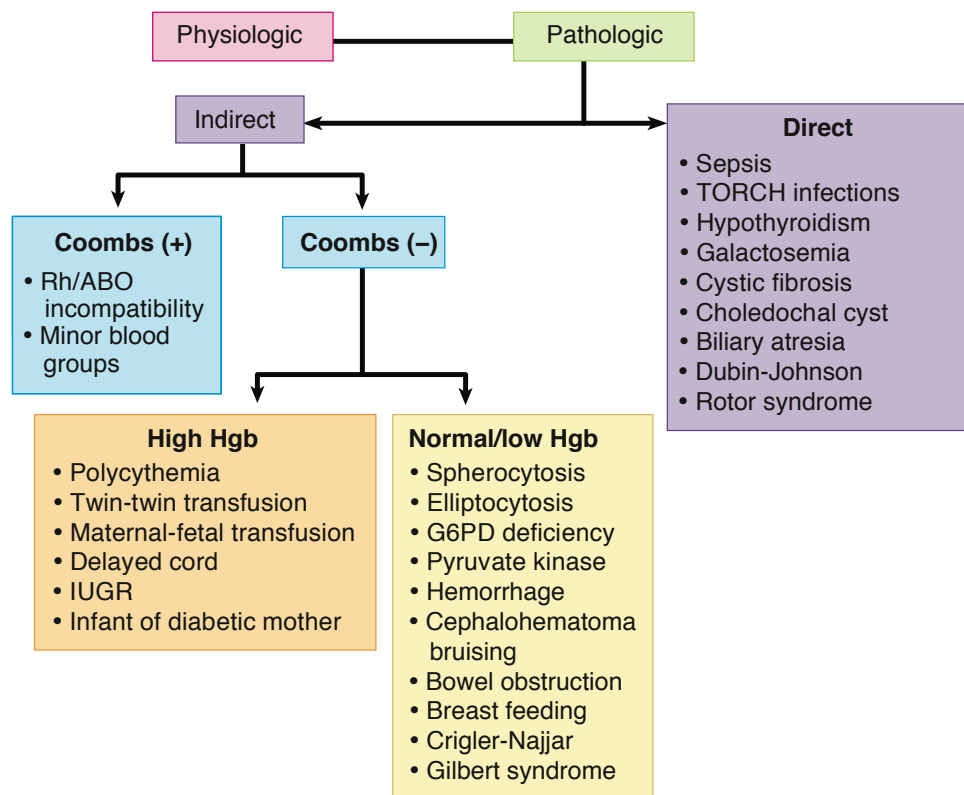 Physiologic
Pathologic
Indirect
Direct
• Sepsis
• TORCH infections
• Hypothyroidism
• Galactosemia
• Cystic fibrosis
• Choledochal cyst
• Biliary atresia
• Dubin-Johnson
• Rotor syndrome
Coombs (+)
• Rh/ABO
incompatibility
• Minor blood
groups
Coombs (–)
High Hgb
• Polycythemia
• Twin-twin transfusion
• Maternal-fetal transfusion
• Delayed cord
• IUGR
• Infant of diabetic mother
Normal/low Hgb
• Spherocytosis
• Elliptocytosis
• G6PD deficiency
• Pyruvate kinase
• Hemorrhage
• Cephalohematoma
bruising
• Bowel obstruction
• Breast feeding
• Crigler-Najjar
• Gilbert syndrome